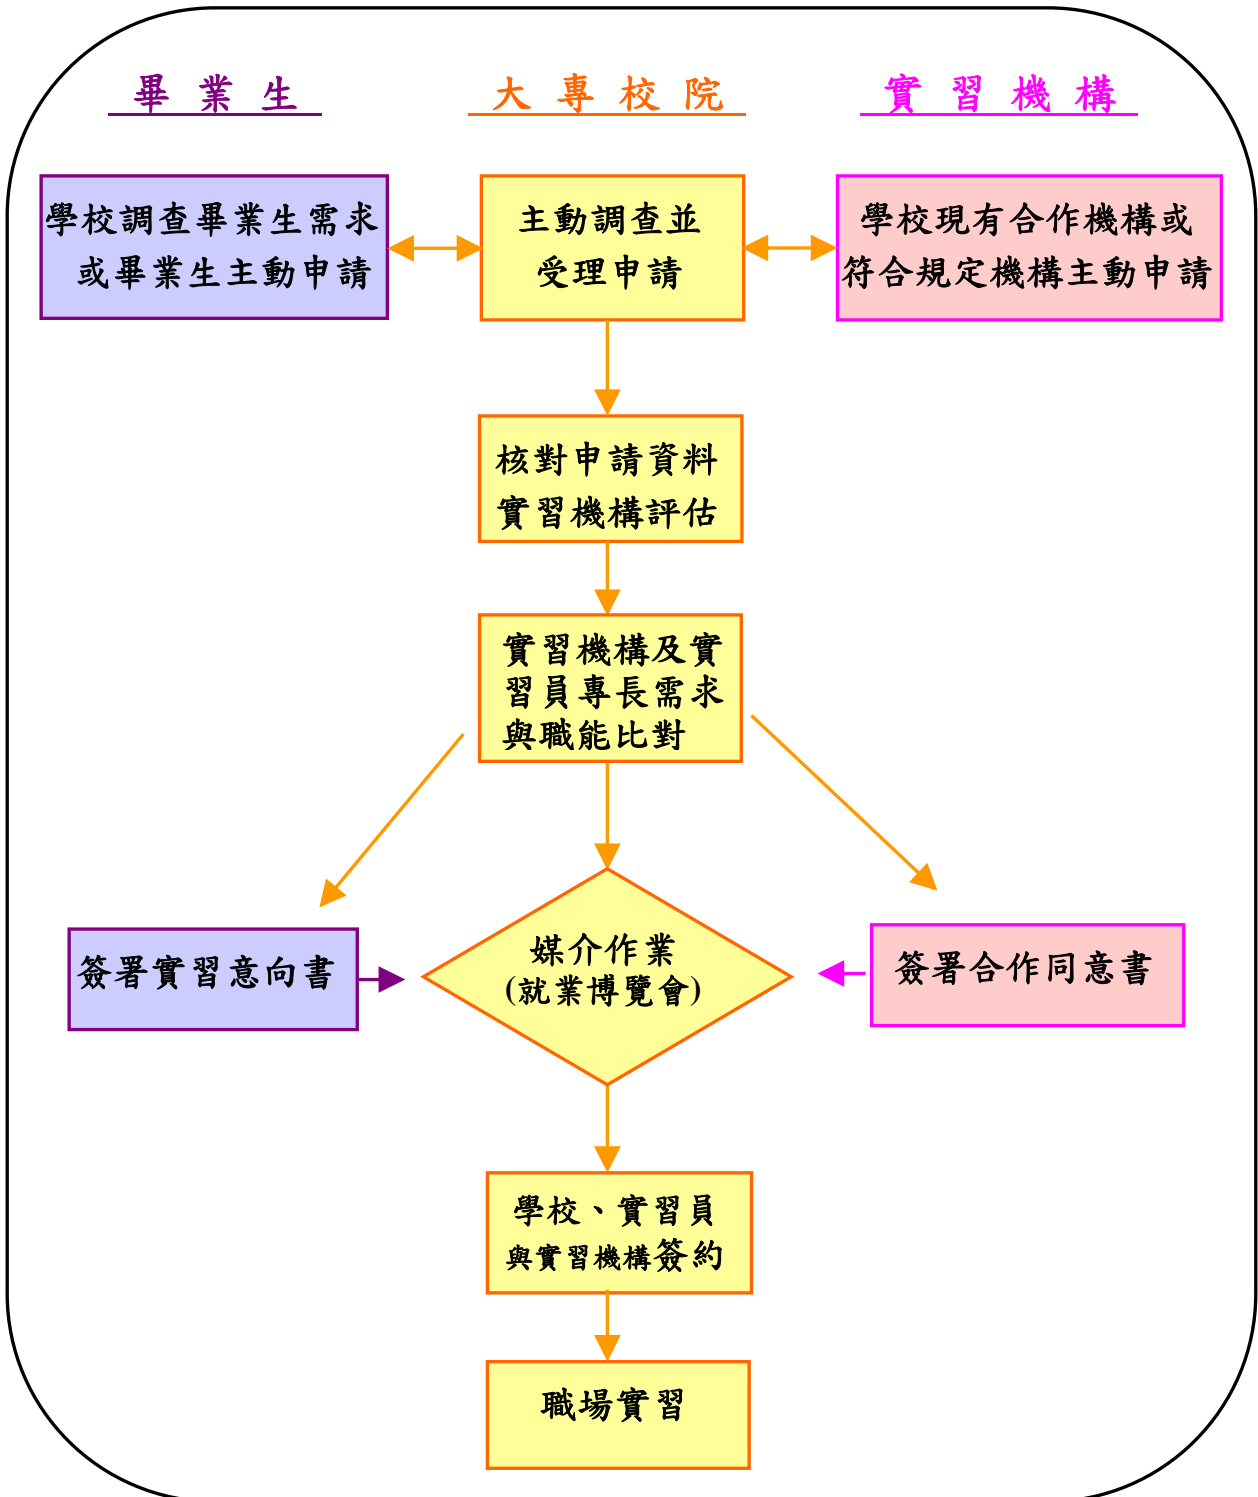 畢業生
大專校院
實習機構
學校調查畢業生需求
或畢業生主動申請
主動調查並
受理申請
學校現有合作機構或
符合規定機構主動申請
核對申請資料
實習機構評估
實習機構及實
習員專長需求
與職能比對
簽署實習意向書
媒介作業
(就業博覽會)
簽署合作同意書
學校、實習員
與實習機構簽約
職場實習